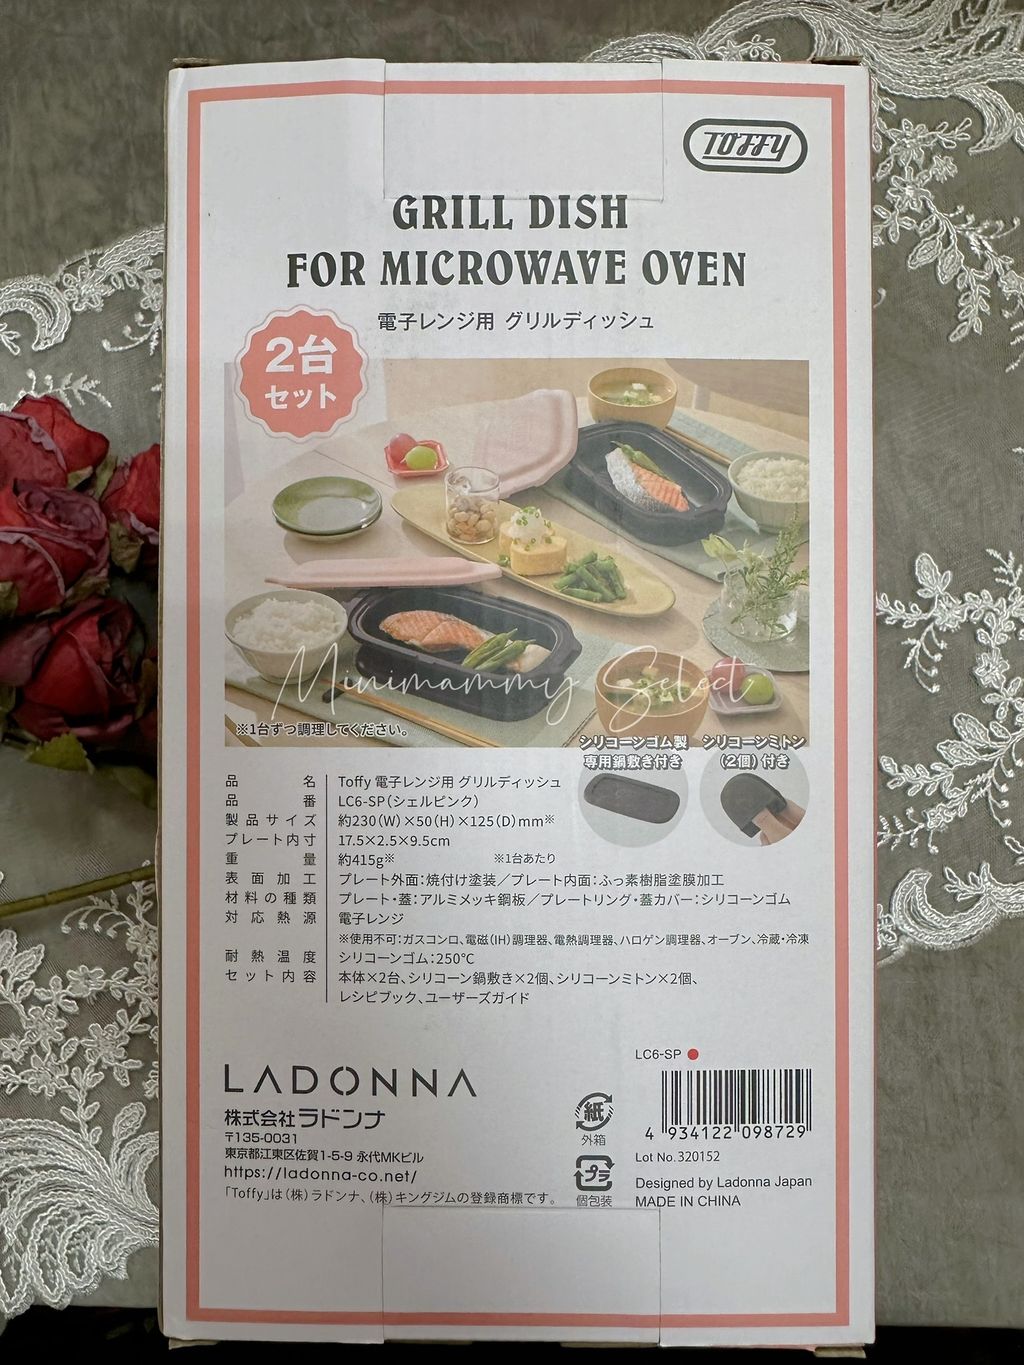 TOFFY
GRILL DISH
FOR MICROWAVE OVEN
電子レンジ用 グリルディッシュ
2台
セット
Minimammy Select
※1台ずつ調理してください。
シリコーンゴム製
専用鍋敷き付き
シリコーンミトン
(2個)付き
品名 Toffy 電子レンジ用 グリルディッシュ
品番 LC6-SP(シェルピンク)
製品サイズ 約230(W)×50(H)×125(D)mm※
プレート内寸 17.5×2.5×9.5cm
重量 約415g※ ※1台あたり
表面加工 プレート外面:焼付け塗装/プレート内面:ふっ素樹脂塗膜加工
材料の種類 プレート・蓋:アルミメッキ鋼板/プレートリング・蓋カバー:シリコーンゴム
対応熱源 電子レンジ
※使用不可:ガスコンロ、電磁(IH)調理器、電熱調理器、ハロゲン調理器、オーブン、冷蔵・冷凍
耐熱温度 シリコーンゴム:250℃
セット内容 本体×2台、シリコーン鍋敷き×2個、シリコーンミトン×2個、
レシピブック、ユーザーズガイド
LADONNA
株式会社ラドンナ
〒135-0031
東京都江東区佐賀1-5-9 永代MKビル
https://ladonna-co.net/
「Toffy」は(株)ラドンナ、(株)キングジムの登録商標です。
紙
外箱
プラ
個包装
LC6-SP
4 934122 098729
Lot No.320152
Designed by Ladonna Japan
MADE IN CHINA